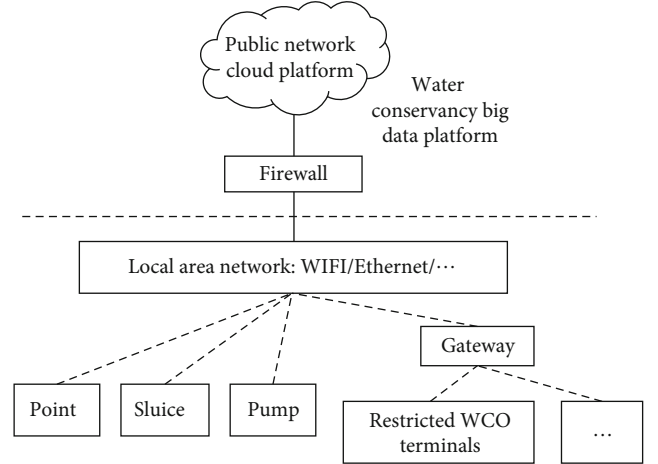 Public network
cloud platform
Water
conservancy big
data platform
Firewall
Local area network: WIFI/Ethernet/⋯
Gateway
Point
Sluice
Pump
Restricted WCO
terminals
...